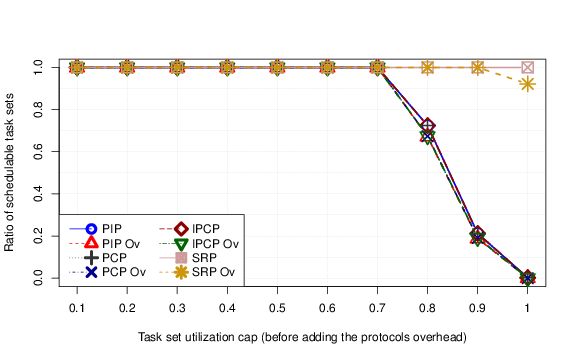 Ratio of schedulable task sets
1.0
0.8
0.6
0.4
0.2
0.0
PIP
PIP Ov
PCP
PCP Ov
IPCP
IPCP Ov
SRP
SRP Ov
0.1 0.2 0.3 0.4 0.5 0.6 0.7 0.8 0.9 1
Task set utilization cap (before adding the protocols overhead)